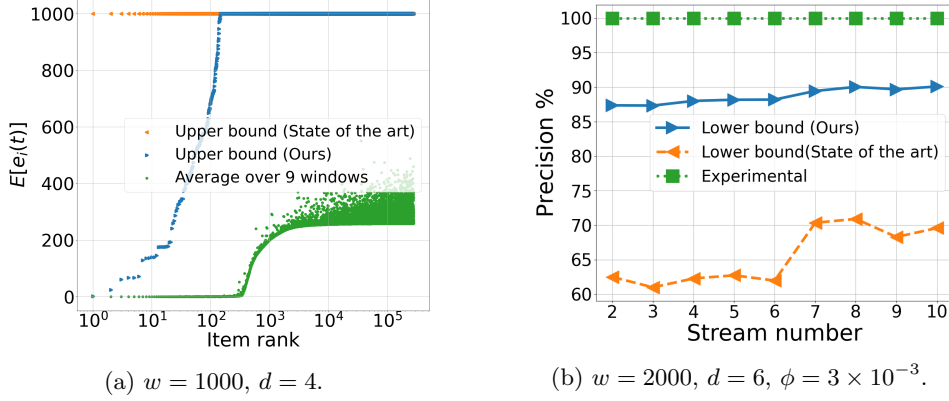 1000
800
600
400
200
0
E[e_i(t)]
Upper bound (State of the art)
Upper bound (Ours)
Average over 9 windows
10^0 10^1 10^2 10^3 10^4 10^5
Item rank
(a) w = 1000, d = 4.
100
95
90
85
80
75
70
65
60
Precision %
Lower bound (Ours)
Lower bound(State of the art)
Experimental
2 3 4 5 6 7 8 9 10
Stream number
(b) w = 2000, d = 6, ϕ = 3 × 10^−3.